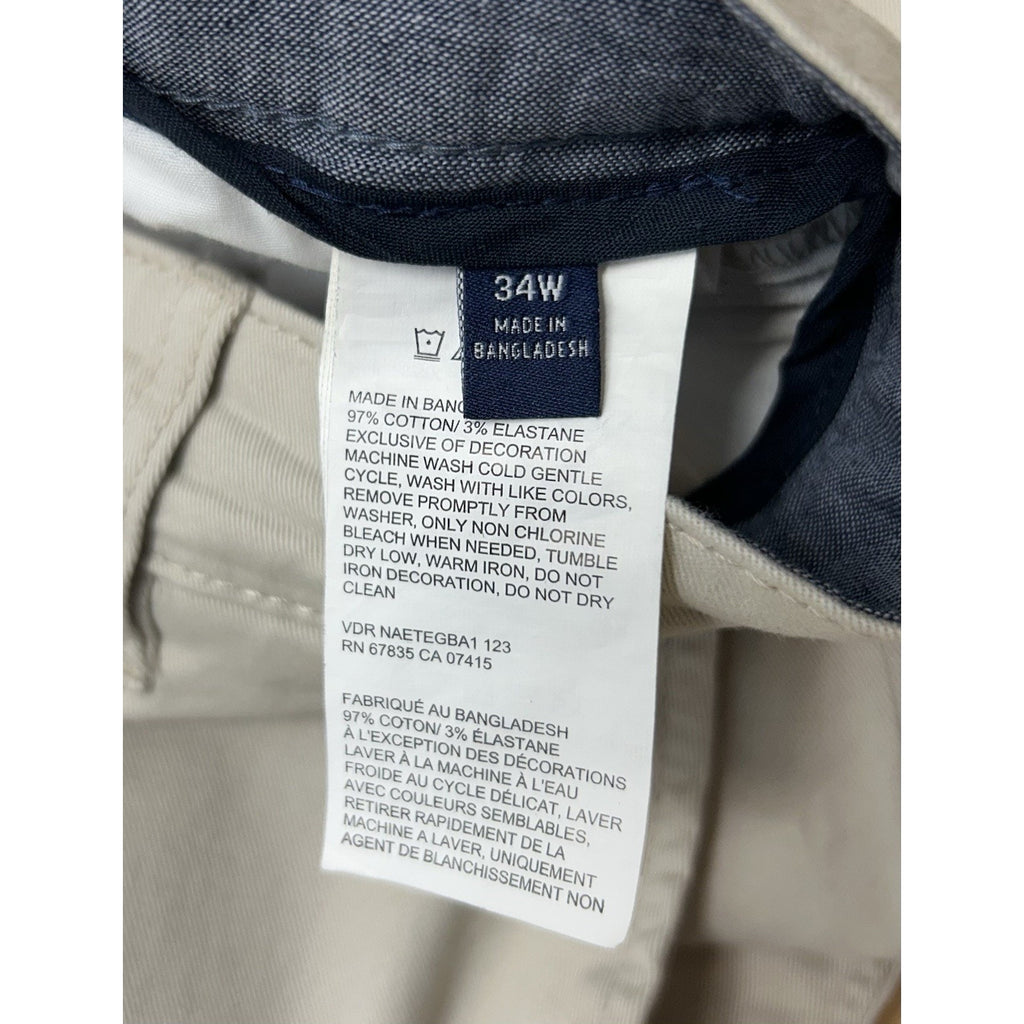 34W
MADE IN
BANGLADESH
MADE IN
97% COTTON/ 3% ELASTANE
EXCLUSIVE OF DECORATION
MACHINE WASH COLD GENTLE
CYCLE, WASH WITH LIKE COLORS,
REMOVE PROMPTLY FROM
WASHER, ONLY NON CHLORINE
BLEACH WHEN NEEDED, TUMBLE
DRY LOW, WARM IRON, DO NOT
IRON DECORATION, DO NOT DRY
CLEAN
VDR NAETEGBA1 123
RN 67835 CA 07415
FABRIQUÉ AU BANGLADESH
97% COTON/ 3% ÉLASTANE
À L'EXCEPTION DES DÉCORATIONS
LAVER À LA MACHINE À L'EAU
FROIDE AU CYCLE DÉLICAT, LAVER
AVEC COULEURS SEMBLABLES,
RETIRER RAPIDEMENT DE LA
MACHINE A LAVER, UNIQUEMENT
AGENT DE BLANCHISSEMENT NON